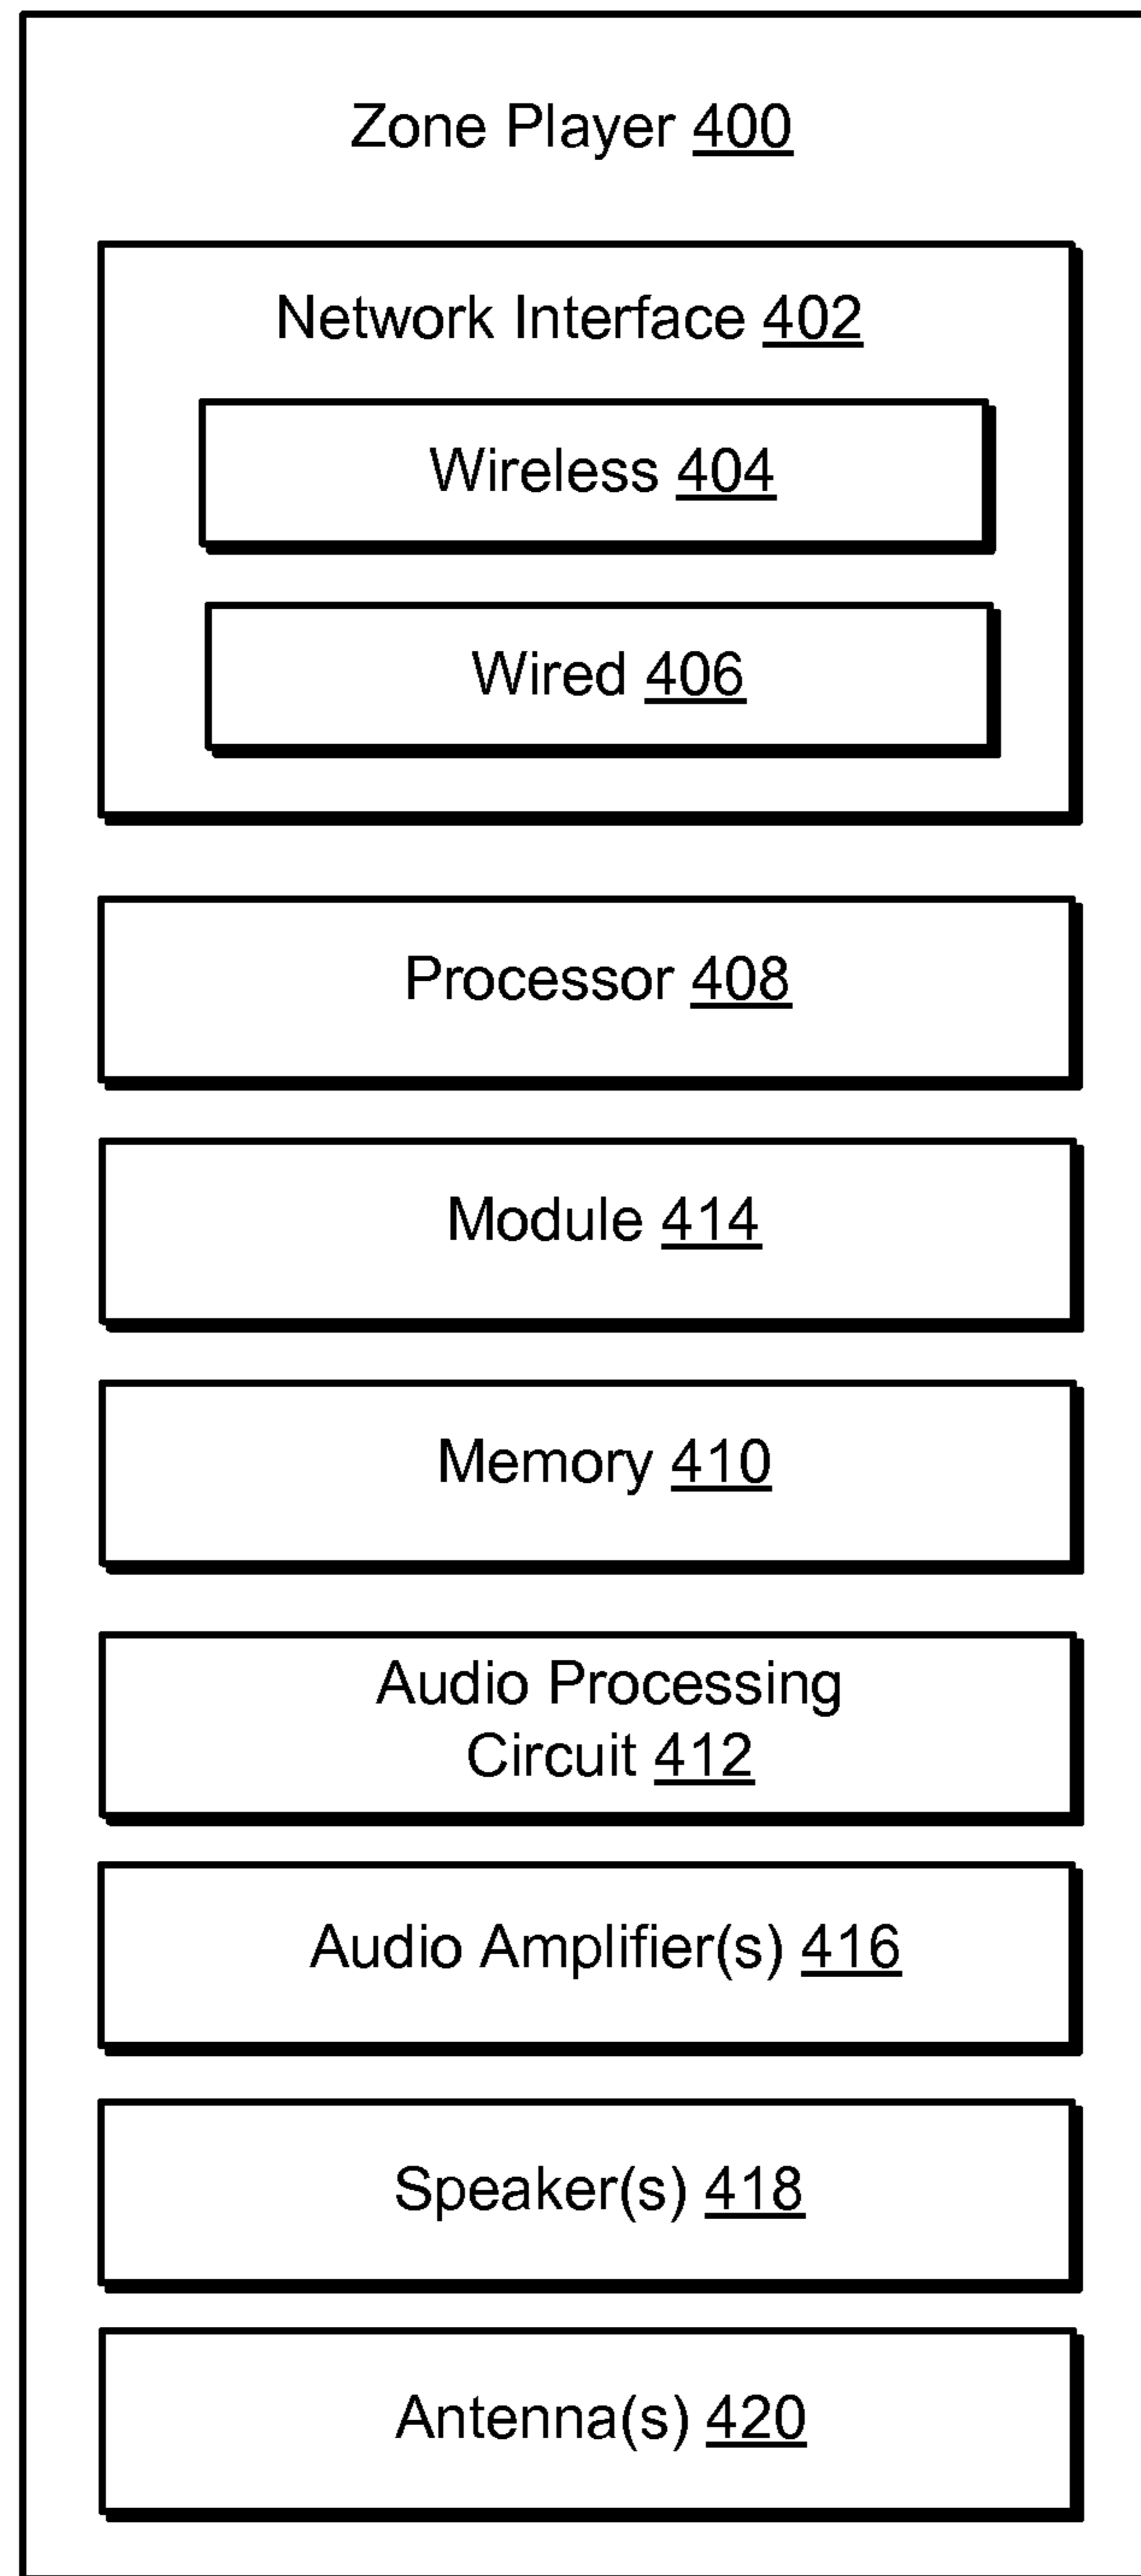 Zone Player 400
Network Interface 402
Wireless 404
Wired 406
Processor 408
Module 414
Memory 410
Audio Processing
Circuit 412
Audio Amplifier(s) 416
Speaker(s) 418
Antenna(s) 420